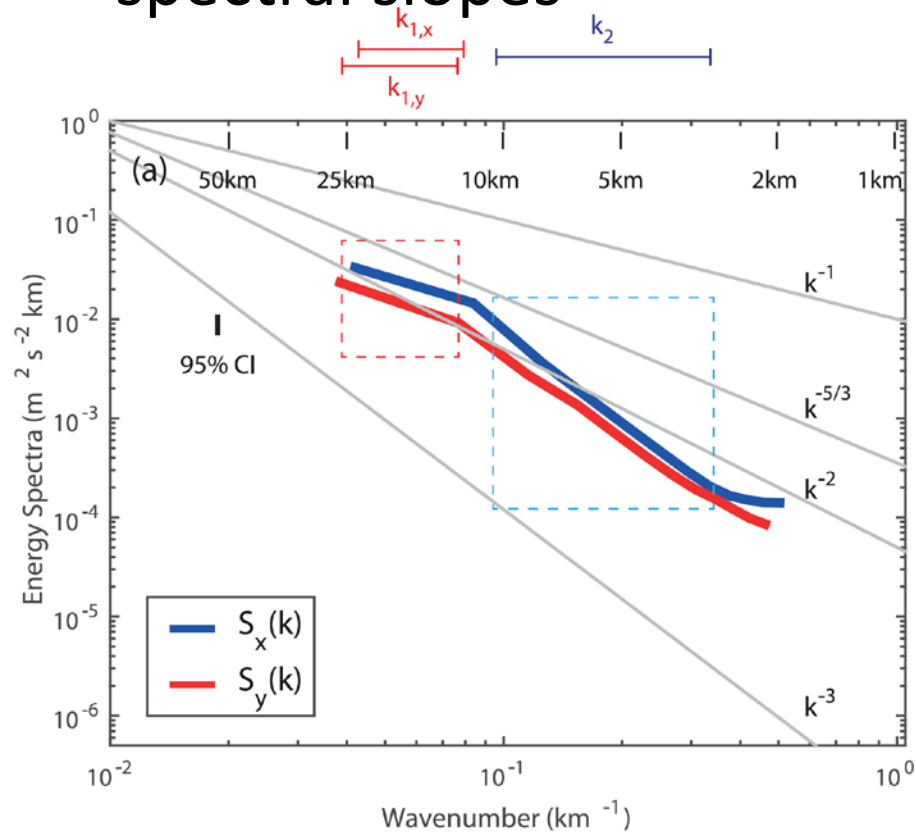 spectral slopes
k1,x
k2
k1,y
10^0
(a)
50km 25km 10km 5km 2km 1km
10^-1
k^-1
10^-2
95% CI
k^-5/3
10^-3
k^-2
10^-4
Energy Spectra (m^2 s^-2 km)
10^-5
Sx(k)
Sy(k)
k^-3
10^-6
10^-2 10^-1 10^0
Wavenumber (km^-1)